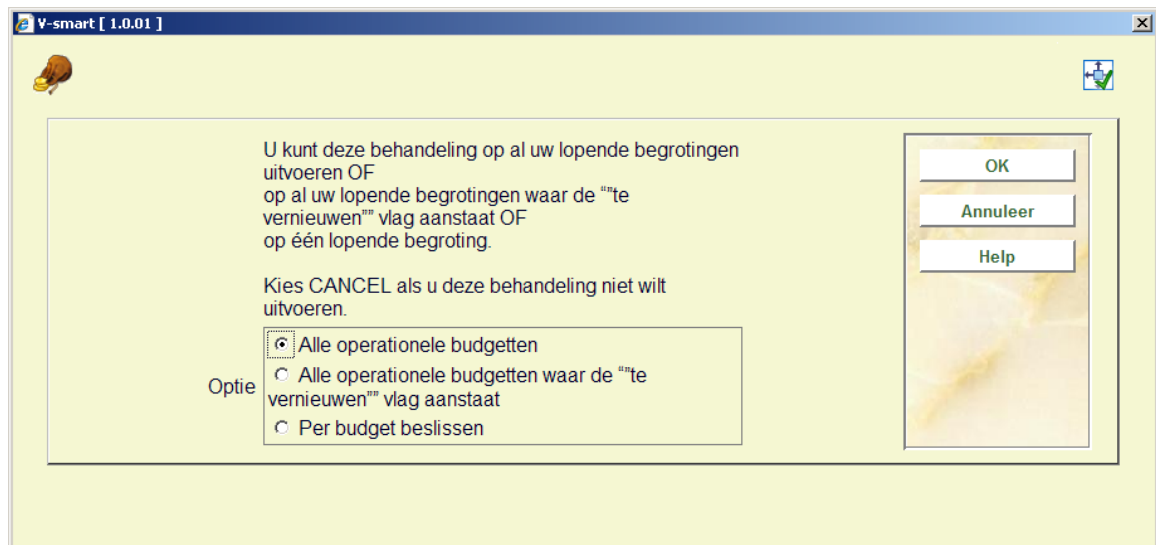 V-smart [ 1.0.01 ]
U kunt deze behandeling op al uw lopende begrotingen
uitvoeren OF
op al uw lopende begrotingen waar de “”te
vernieuwen”” vlag aanstaat OF
op één lopende begroting.
Kies CANCEL als u deze behandeling niet wilt
uitvoeren.
Optie
Alle operationele budgetten
Alle operationele budgetten waar de “”te
vernieuwen”” vlag aanstaat
Per budget beslissen
OK
Annuleer
Help